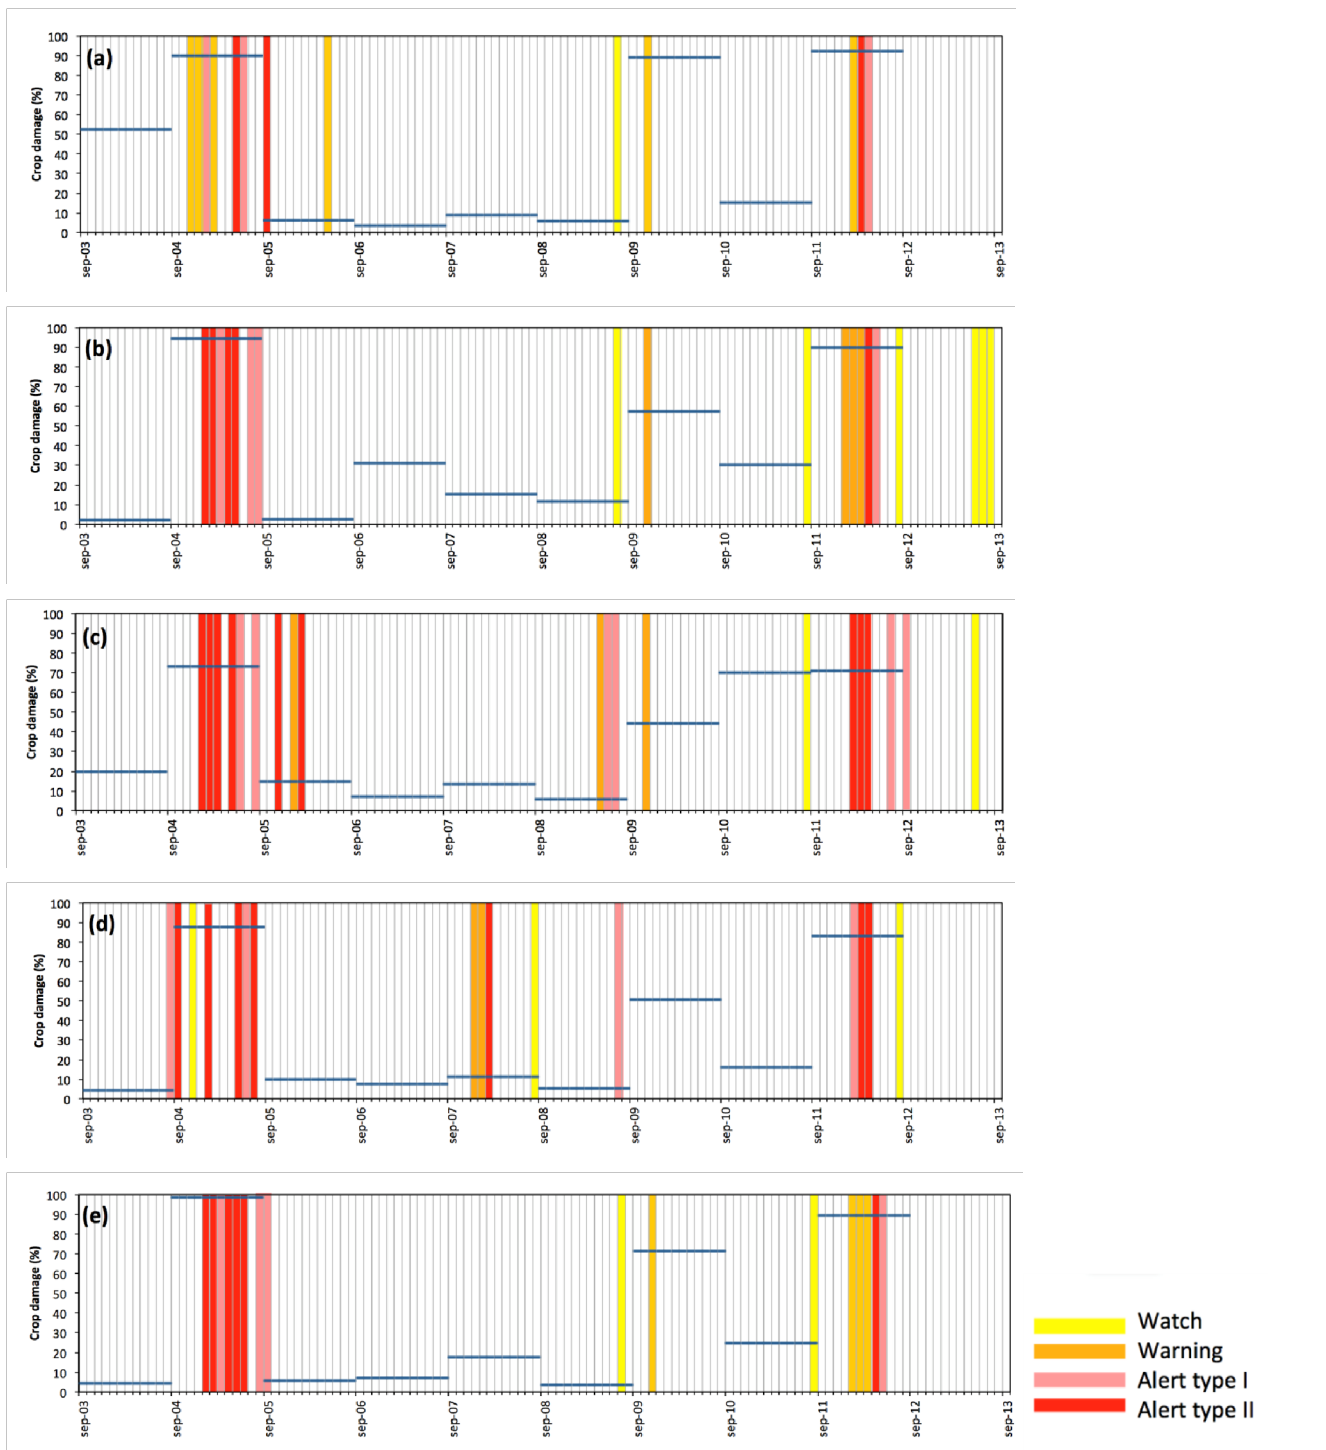 (a)
Crop damage (%)
100
90
80
70
60
50
40
30
20
10
0
sep-03 sep-04 sep-05 sep-06 sep-07 sep-08 sep-09 sep-10 sep-11 sep-12 sep-13
(b)
Crop damage (%)
100
90
80
70
60
50
40
30
20
10
0
sep-03 sep-04 sep-05 sep-06 sep-07 sep-08 sep-09 sep-10 sep-11 sep-12 sep-13
(c)
Crop damage (%)
100
90
80
70
60
50
40
30
20
10
0
sep-03 sep-04 sep-05 sep-06 sep-07 sep-08 sep-09 sep-10 sep-11 sep-12 sep-13
(d)
Crop damage (%)
100
90
80
70
60
50
40
30
20
10
0
sep-03 sep-04 sep-05 sep-06 sep-07 sep-08 sep-09 sep-10 sep-11 sep-12 sep-13
(e)
Crop damage (%)
100
90
80
70
60
50
40
30
20
10
0
sep-03 sep-04 sep-05 sep-06 sep-07 sep-08 sep-09 sep-10 sep-11 sep-12 sep-13
Watch
Warning
Alert type I
Alert type II